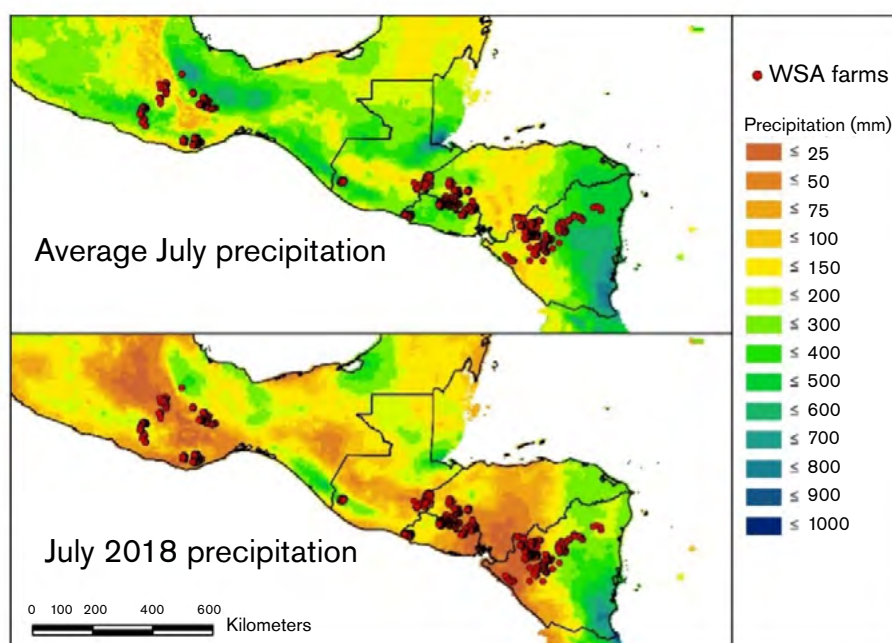 Average July precipitation
July 2018 precipitation
0 100 200 400 600
Kilometers
WSA farms
Precipitation (mm)
≤ 25
≤ 50
≤ 75
≤ 100
≤ 150
≤ 200
≤ 300
≤ 400
≤ 500
≤ 600
≤ 700
≤ 800
≤ 900
≤ 1000